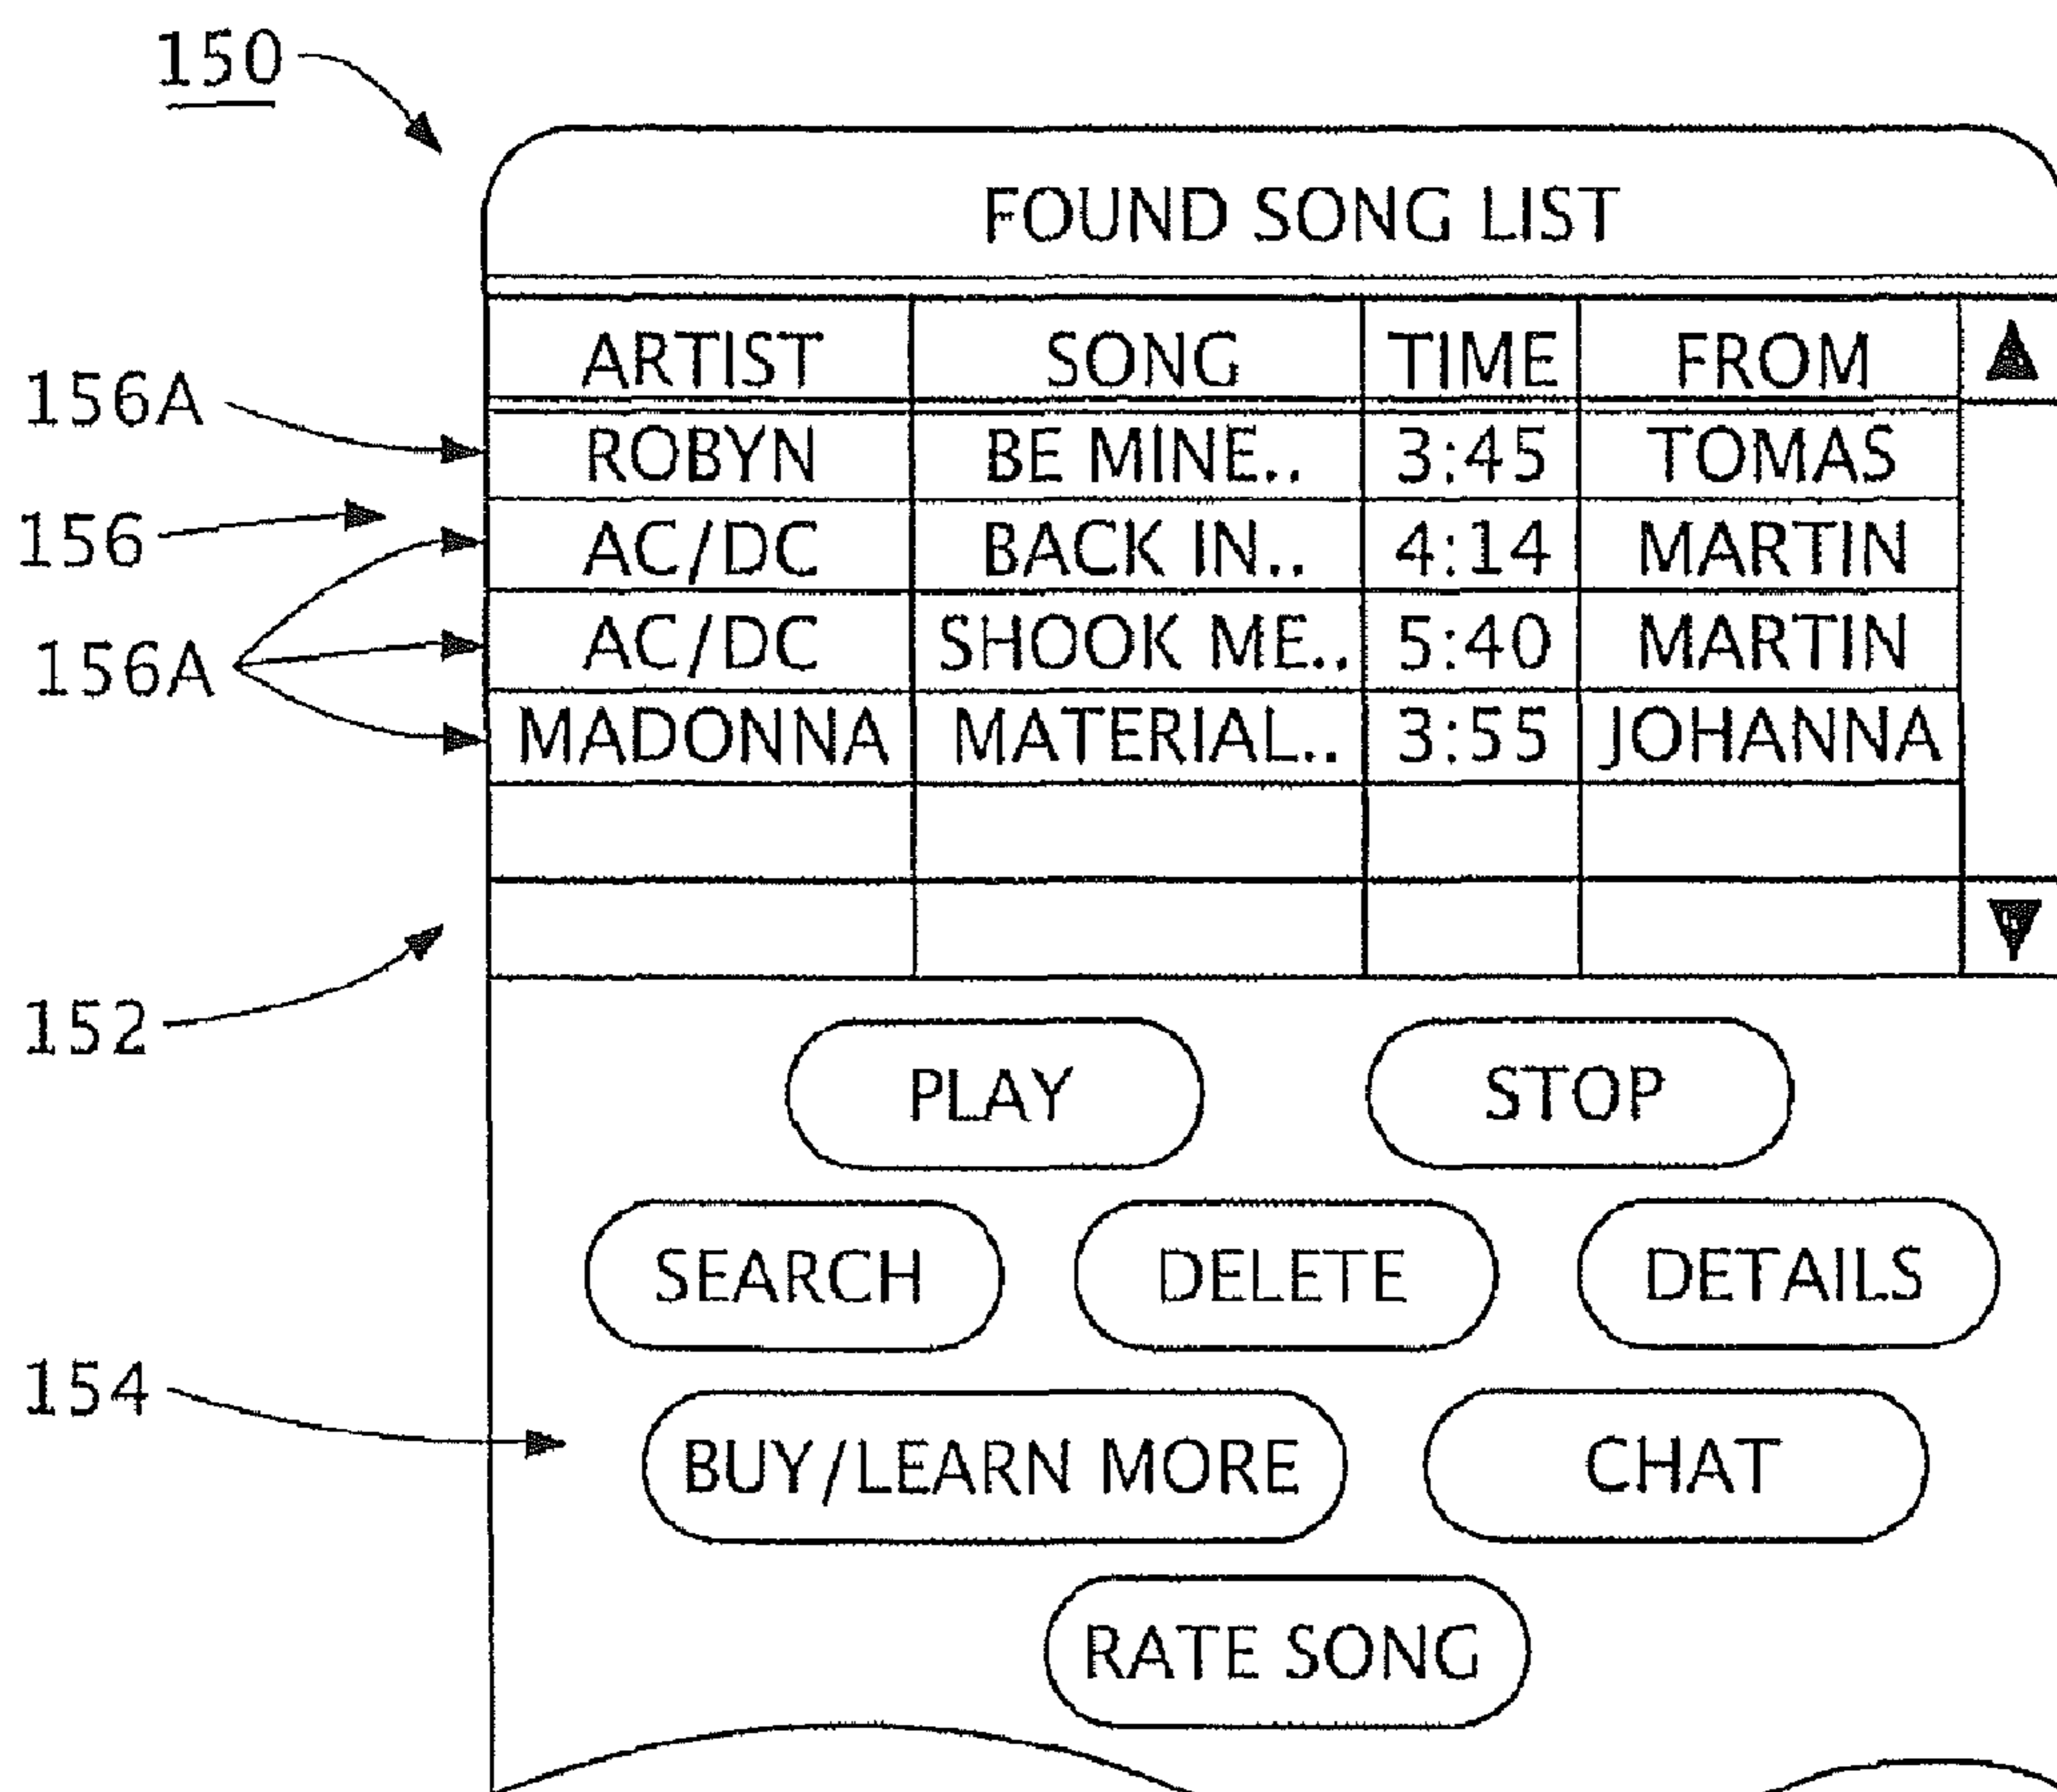 150
FOUND SONG LIST
ARTIST SONG TIME FROM
156A
ROBYN BE MINE.. 3:45 TOMAS
156
AC/DC BACK IN.. 4:14 MARTIN
156A
AC/DC SHOOK ME.. 5:40 MARTIN
MADONNA MATERIAL.. 3:55 JOHANNA
152
PLAY STOP
SEARCH DELETE DETAILS
154
BUY/LEARN MORE CHAT
RATE SONG